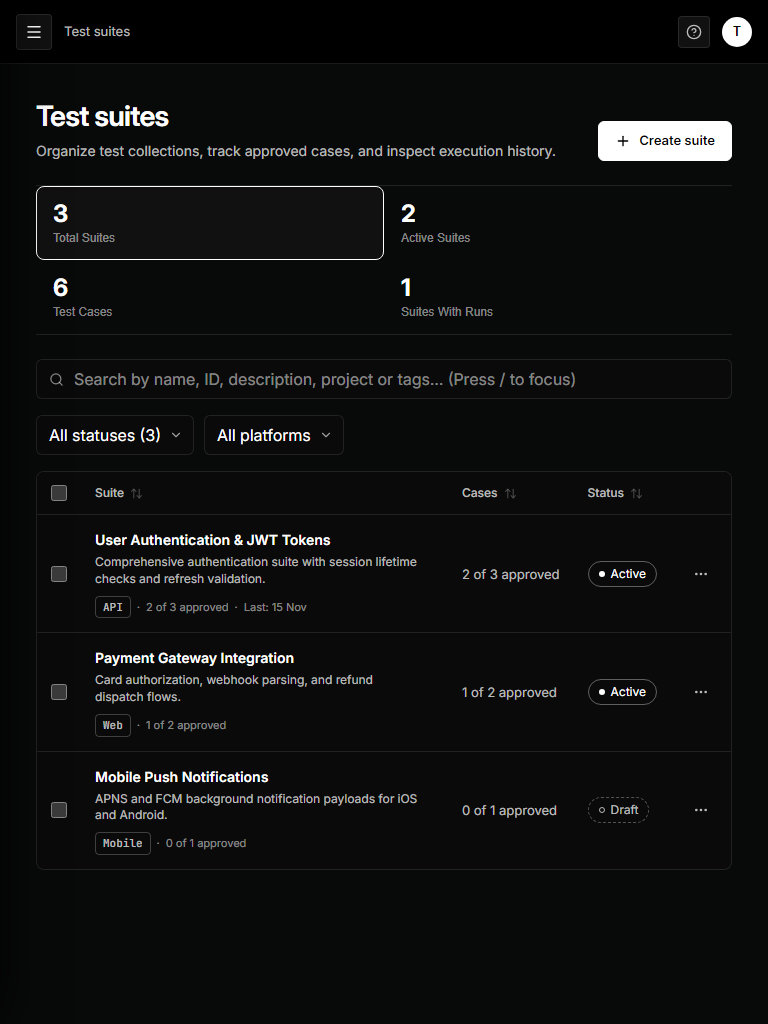 Test suites
T
Test suites
Organize test collections, track approved cases, and inspect execution history.
Create suite
3
Total Suites
2
Active Suites
6
Test Cases
1
Suites With Runs
Search by name, ID, description, project or tags... (Press / to focus)
All statuses (3)
All platforms
Suite
Cases
Status
User Authentication & JWT Tokens
Comprehensive authentication suite with session lifetime
checks and refresh validation.
API · 2 of 3 approved · Last: 15 Nov
2 of 3 approved
Active
Payment Gateway Integration
Card authorization, webhook parsing, and refund
dispatch flows.
Web · 1 of 2 approved
1 of 2 approved
Active
Mobile Push Notifications
APNS and FCM background notification payloads for iOS
and Android.
Mobile · 0 of 1 approved
0 of 1 approved
Draft